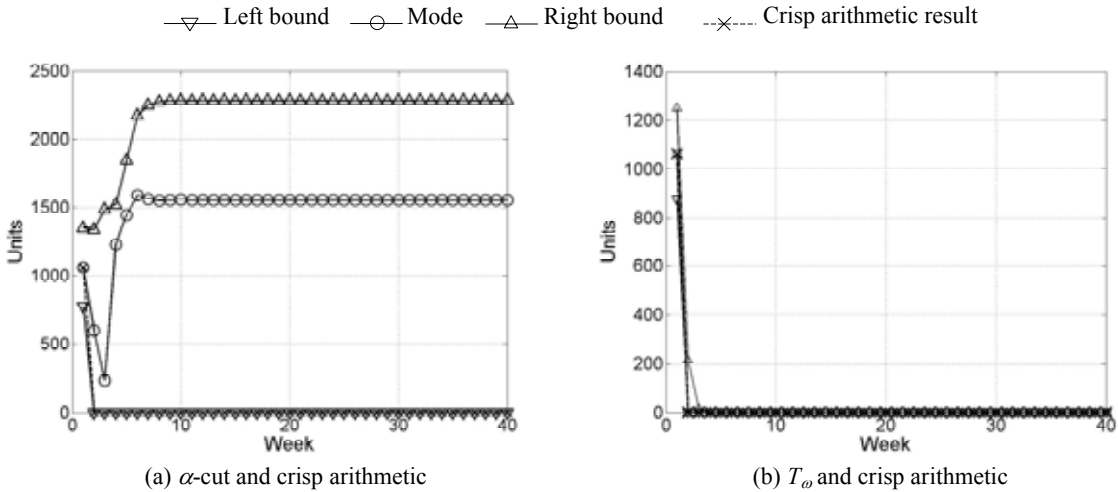 Left bound Mode Right bound Crisp arithmetic result
2500
2000
1500
1000
500
0
Units
0 10 20 30 40
Week
(a) α-cut and crisp arithmetic
1400
1200
1000
800
600
400
200
0
Units
0 10 20 30 40
Week
(b) Tω and crisp arithmetic